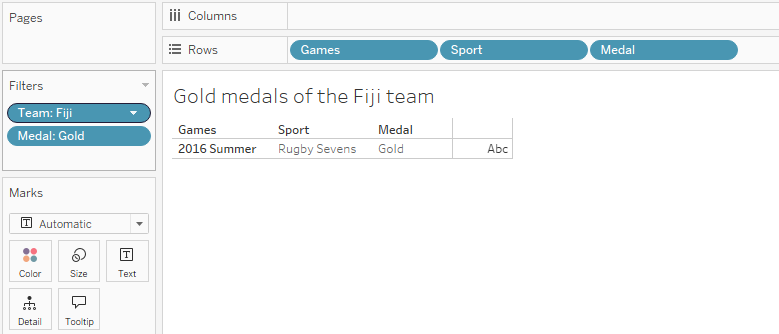 Pages
Columns
Rows
Games
Sport
Medal
Filters
Team: Fiji
Medal: Gold
Marks
Automatic
Color
Size
Text
Detail
Tooltip
Gold medals of the Fiji team
Games Sport Medal
2016 Summer Rugby Sevens Gold Abc